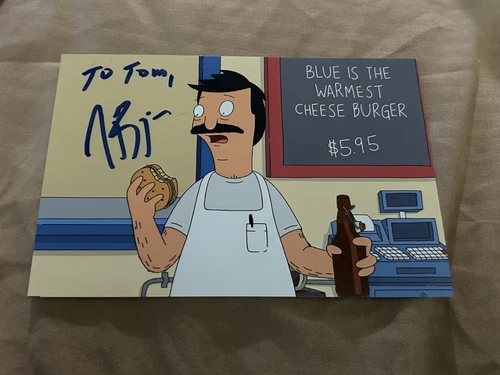 To Tom,
BLUE IS THE
WARMEST
CHEESE BURGER
$5.95